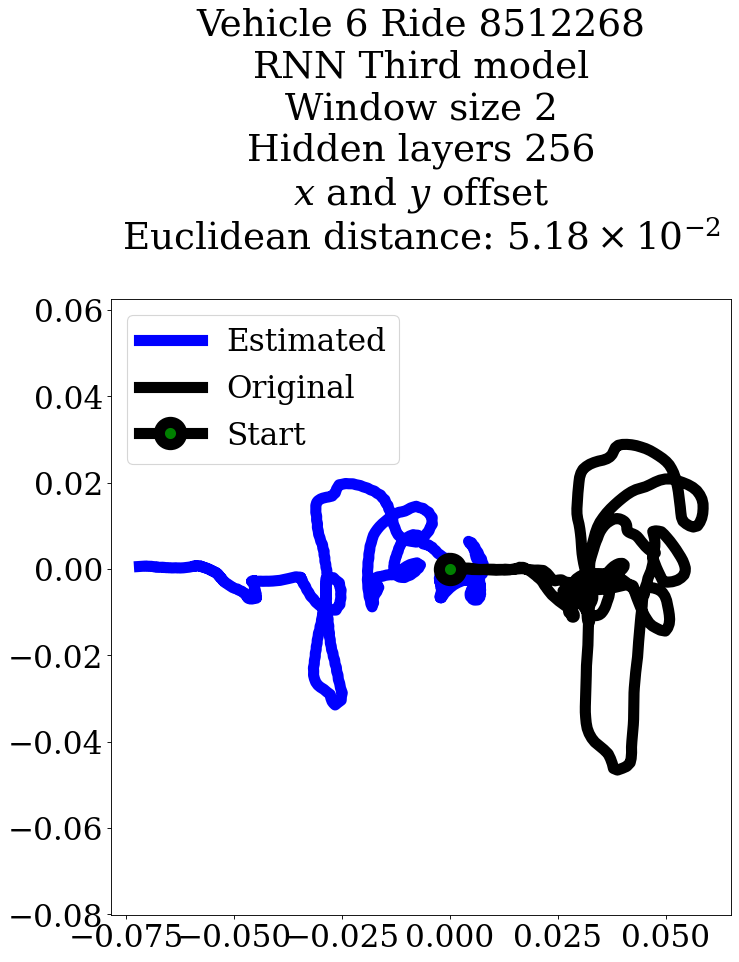 Vehicle 6 Ride 8512268
RNN Third model
Window size 2
Hidden layers 256
x and y offset
Euclidean distance: 5.18 × 10⁻²
Estimated
Original
Start
0.06
0.04
0.02
0.00
−0.02
−0.04
−0.06
−0.08
−0.075 −0.050 −0.025 0.000 0.025 0.050